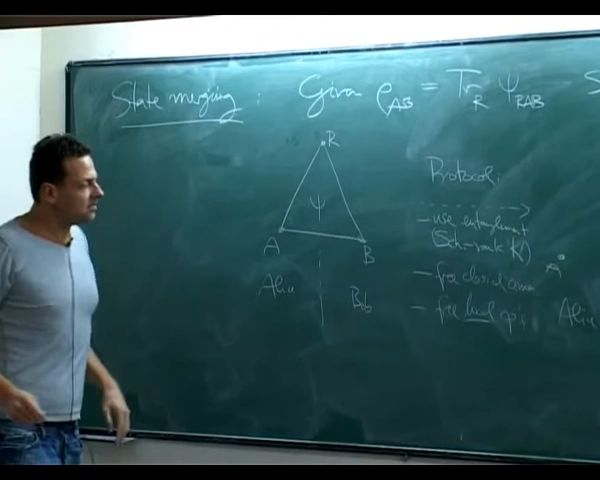 State merging : Given ρ_AB = Tr_R Ψ_RAB S
R
Ψ
A B
Alice Bob
Protocol:
– use entanglement
(Sch-rank K)
– free classical comm
A°
– free local op's Alice